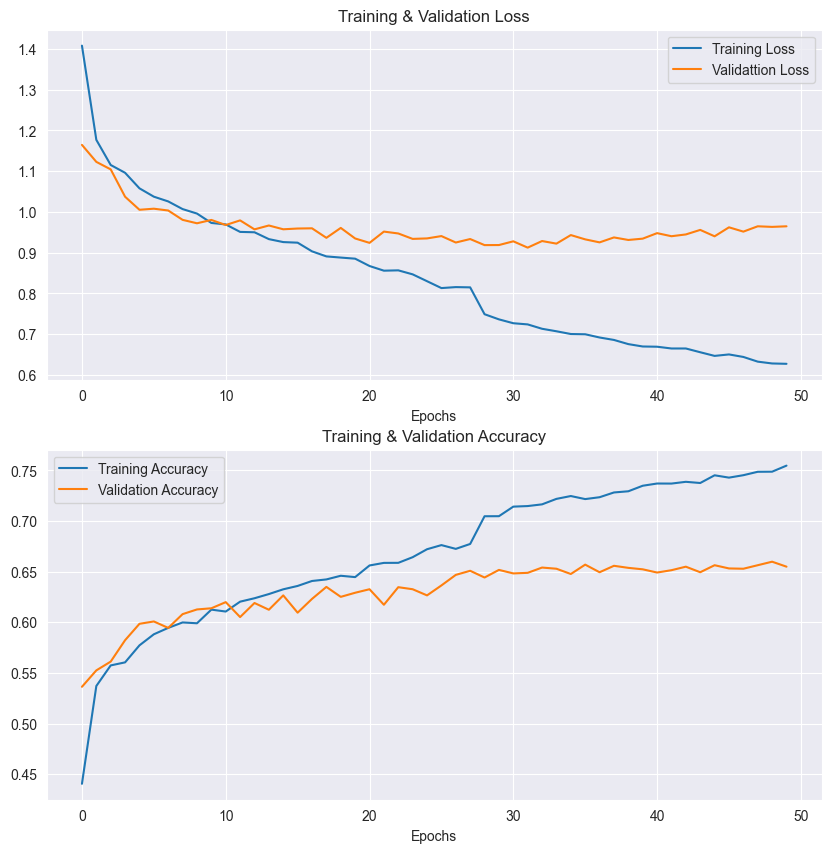 Training & Validation Loss
Training Loss
Validattion Loss
1.4
1.3
1.2
1.1
1.0
0.9
0.8
0.7
0.6
0 10 20 30 40 50
Epochs
Training & Validation Accuracy
Training Accuracy
Validation Accuracy
0.75
0.70
0.65
0.60
0.55
0.50
0.45
0 10 20 30 40 50
Epochs